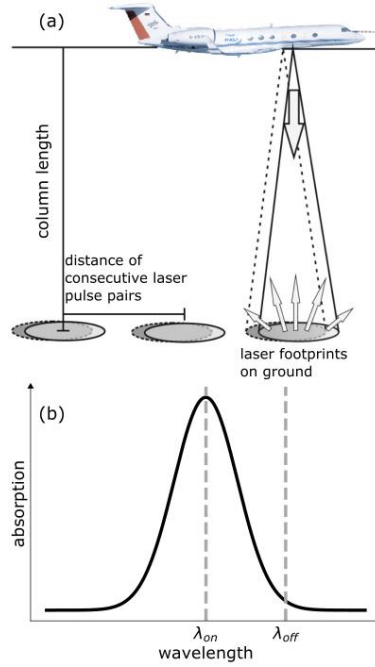 (a)
column length
distance of
consecutive laser
pulse pairs
laser footprints
on ground
(b)
absorption
λon
λoff
wavelength